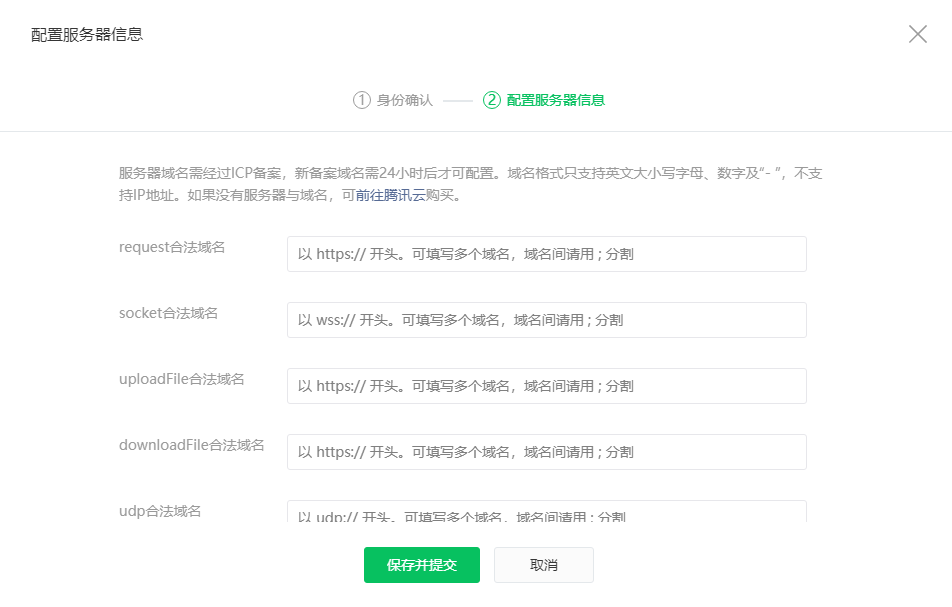 配置服务器信息
① 身份确认 ② 配置服务器信息
服务器域名需经过ICP备案，新备案域名需24小时后才可配置。域名格式只支持英文大小写字母、数字及“- ”，不支
持IP地址。如果没有服务器与域名，可前往腾讯云购买。
request合法域名 以 https:// 开头。可填写多个域名，域名间请用 ; 分割
socket合法域名 以 wss:// 开头。可填写多个域名，域名间请用 ; 分割
uploadFile合法域名 以 https:// 开头。可填写多个域名，域名间请用 ; 分割
downloadFile合法域名 以 https:// 开头。可填写多个域名，域名间请用 ; 分割
udp合法域名 以 udp:// 开头。可填写多个域名，域名间请用 ; 分割
保存并提交 取消